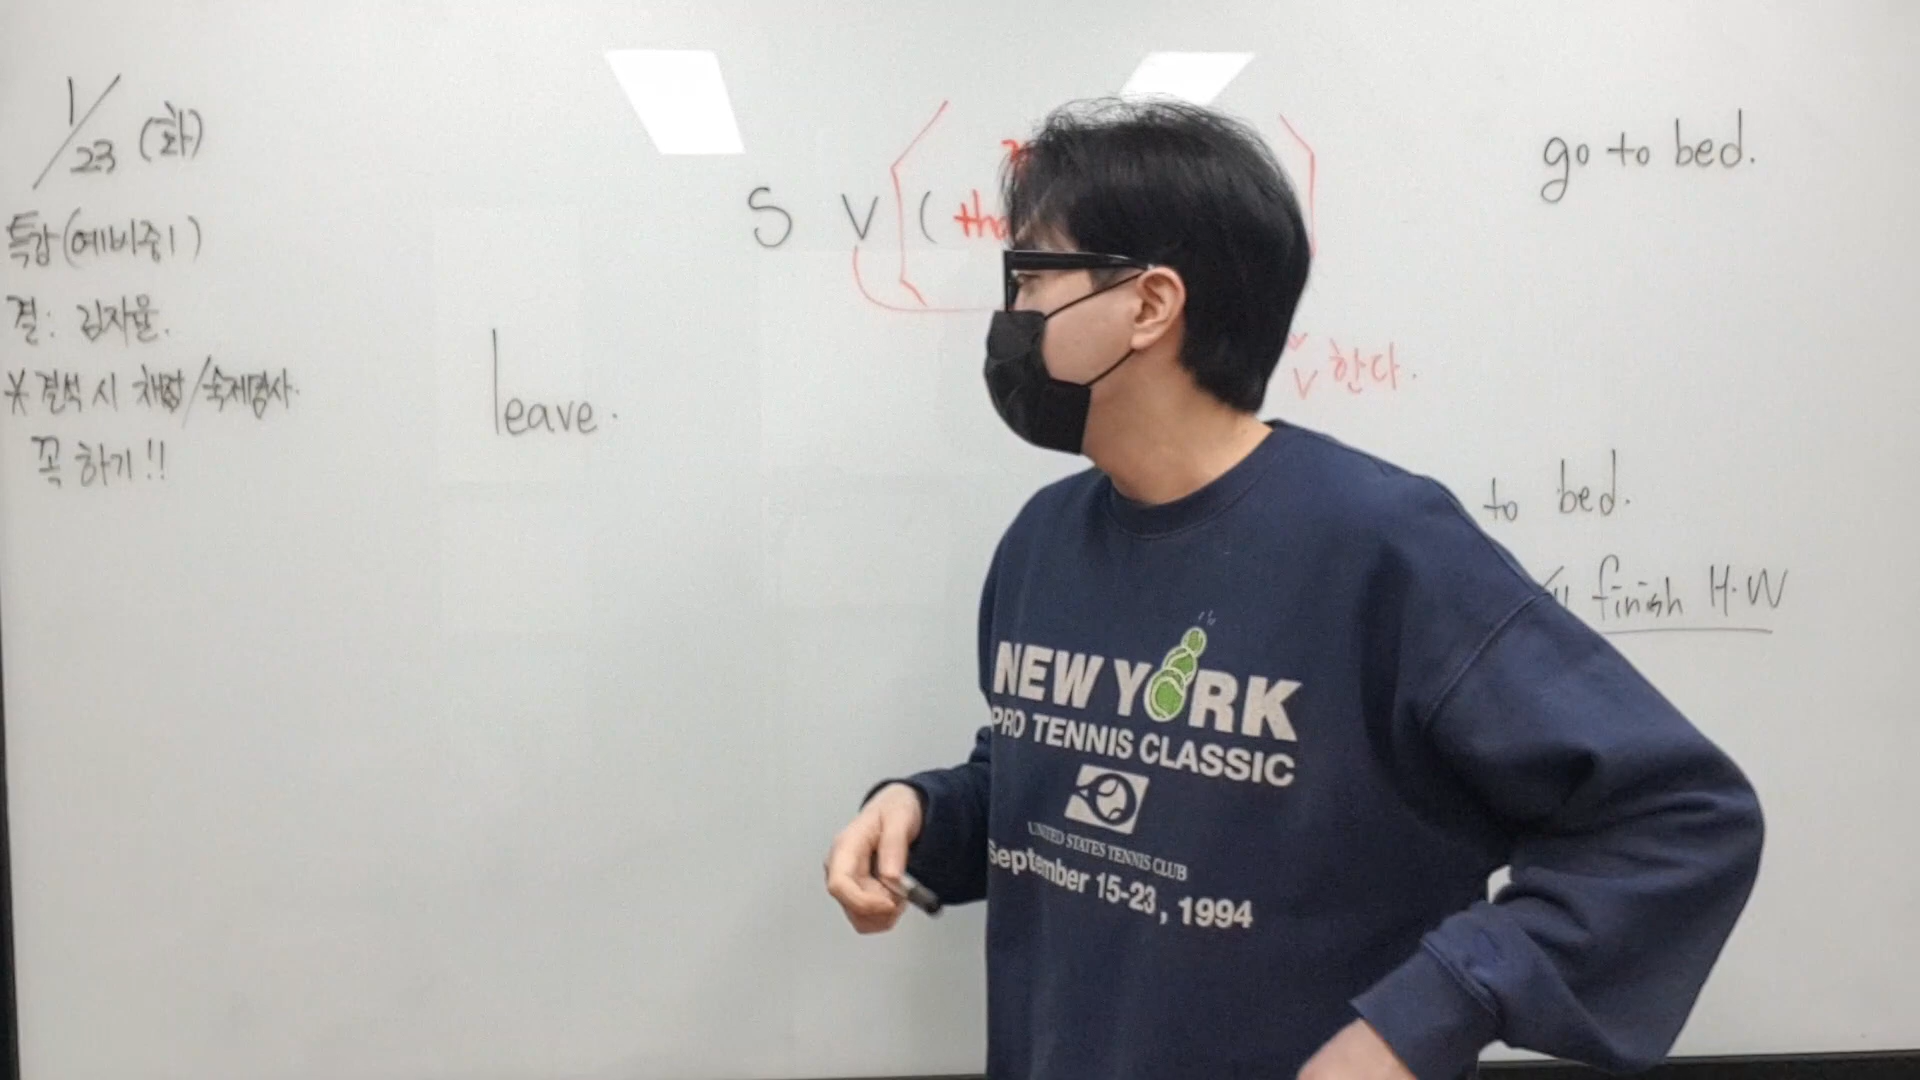 1/23 (화)
특강(예비중1)
결: 김자율.
* 결석 시 채팅/숙제검사.
꼭 하기!!
leave.
S V (
한다.
V
go to bed.
to bed.
finish H·W
NEW YORK
PRO TENNIS CLASSIC
UNITED STATES TENNIS CLUB
September 15-23, 1994